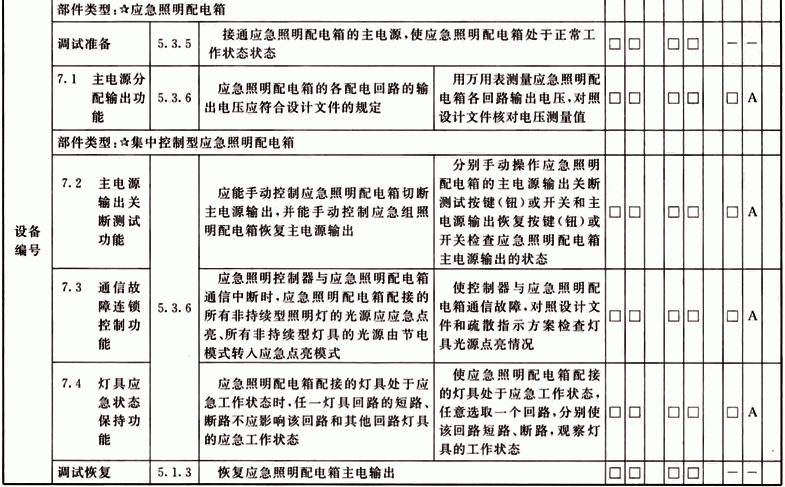 部件类型:☆应急照明配电箱
调试准备 5.3.5 接通应急照明配电箱的主电源,使应急照明配电箱处于正常工
作状态状态
□ □ □ □ — —
7.1 主电源分
配输出功
能
5.3.6
应急照明配电箱的各配电回路的输
出电压应符合设计文件的规定
用万用表测量应急照明配
电箱各回路输出电压,对照
设计文件核对电压测量值
□ □ □ □ □ A
部件类型:☆集中控制型应急照明配电箱
设备
编号
7.2 主电源
输出关
断测试
功能
应能手动控制应急照明配电箱切断
主电源输出,并能手动控制应急组照
明配电箱恢复主电源输出
分别手动操作应急照明
配电箱的主电源输出关断
测试按键(钮)或开关和主
电源输出恢复按键(钮)或
开关检查应急照明配电箱
主电源输出的状态
□ □ □ □ □ A
7.3 通信故
障连锁
控制功
能
5.3.6
应急照明控制器与应急照明配电箱
通信中断时,应急照明配电箱配接的
所有非持续型照明灯的光源应应急点
亮、所有非持续型灯具的光源由节电
模式转入应急点亮模式
使控制器与应急照明配
电箱通信故障,对照设计文
件和疏散指示方案检查灯
具光源点亮情况
□ □ □ □ □ A
7.4 灯具应
急状态
保持功
能
应急照明配电箱配接的灯具处于应
急工作状态时,任一灯具回路的短路、
断路不应影响该回路和其他回路灯具
的应急工作状态
使应急照明配电箱配接
的灯具处于应急工作状态,
任意选取一个回路,分别使
该回路短路、断路,观察灯
具的工作状态
□ □ □ □ □ A
调试恢复 5.1.3 恢复应急照明配电箱主电输出
□ □ □ □ — —